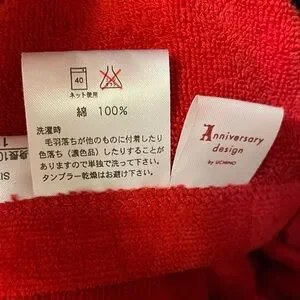 40
ネット使用
綿 100%
洗濯時
毛羽落ちが他のものに付着したり
色落ち（濃色品）したりすることが
ありますので単独で洗って下さい。
タンブラー乾燥はお避け下さい。
Anniversary
design
by UCHINO